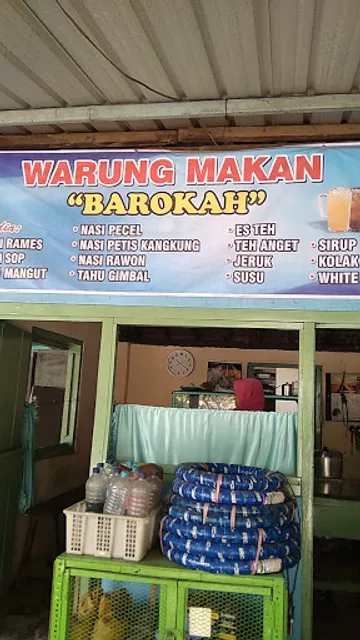 WARUNG MAKAN
"BAROKAH"
RAMES
SOP
MANGUT
NASI PECEL
NASI PETIS KANGKUNG
NASI RAWON
TAHU GIMBAL
ES TEH
TEH ANGET
JERUK
SUSU
SIRUP
KOLAK
WHITE